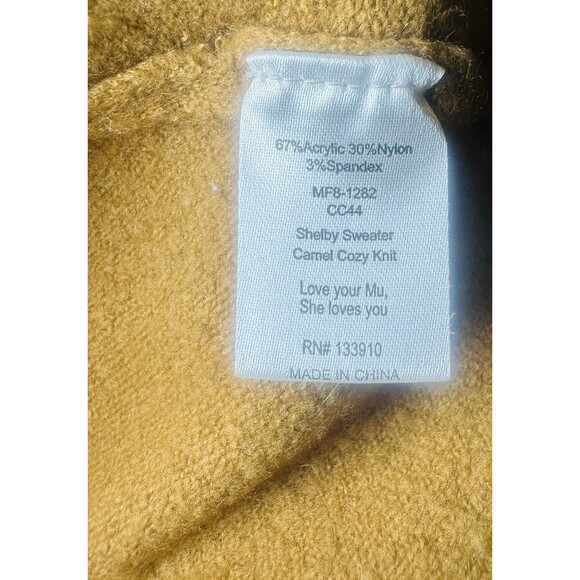 67%Acrylic 30%Nylon
3%Spandex
MF8-1282
CC44
Shelby Sweater
Camel Cozy Knit
Love your Mu,
She loves you
RN# 133910
MADE IN CHINA